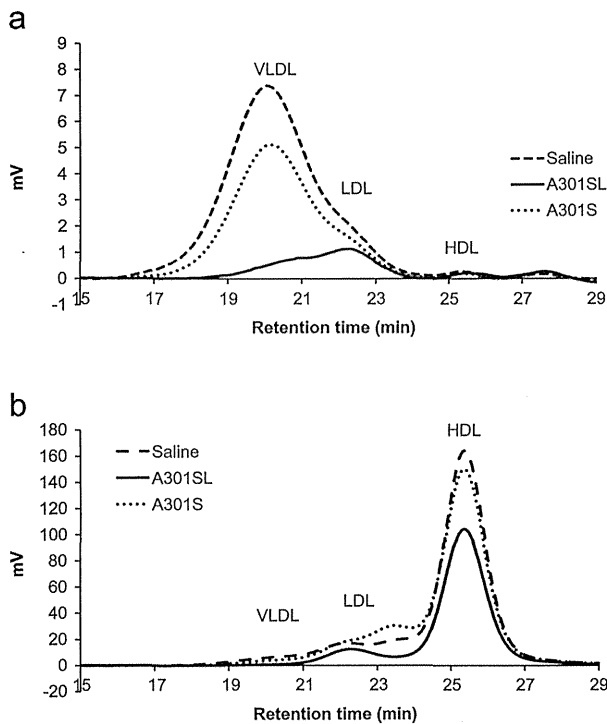 a
9
8
7
6
5
4
3
2
1
0
-1
mV
VLDL
LDL
HDL
Saline
A301SL
A301S
15 17 19 21 23 25 27 29
Retention time (min)
b
180
160
140
120
100
80
60
40
20
0
-20
mV
Saline
A301SL
A301S
VLDL
LDL
HDL
15 17 19 21 23 25 27 29
Retention time (min)